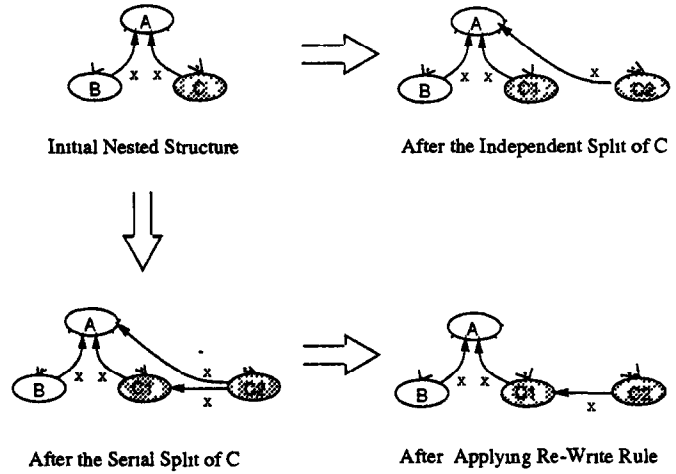 A
B
C
x x
Initial Nested Structure
A
B
C1
C2
x x
x
After the Independent Split of C
A
B
C1
C2
x x
x
x
After the Serial Split of C
A
B
C1
C2
x x
x
After Applying Re-Write Rule